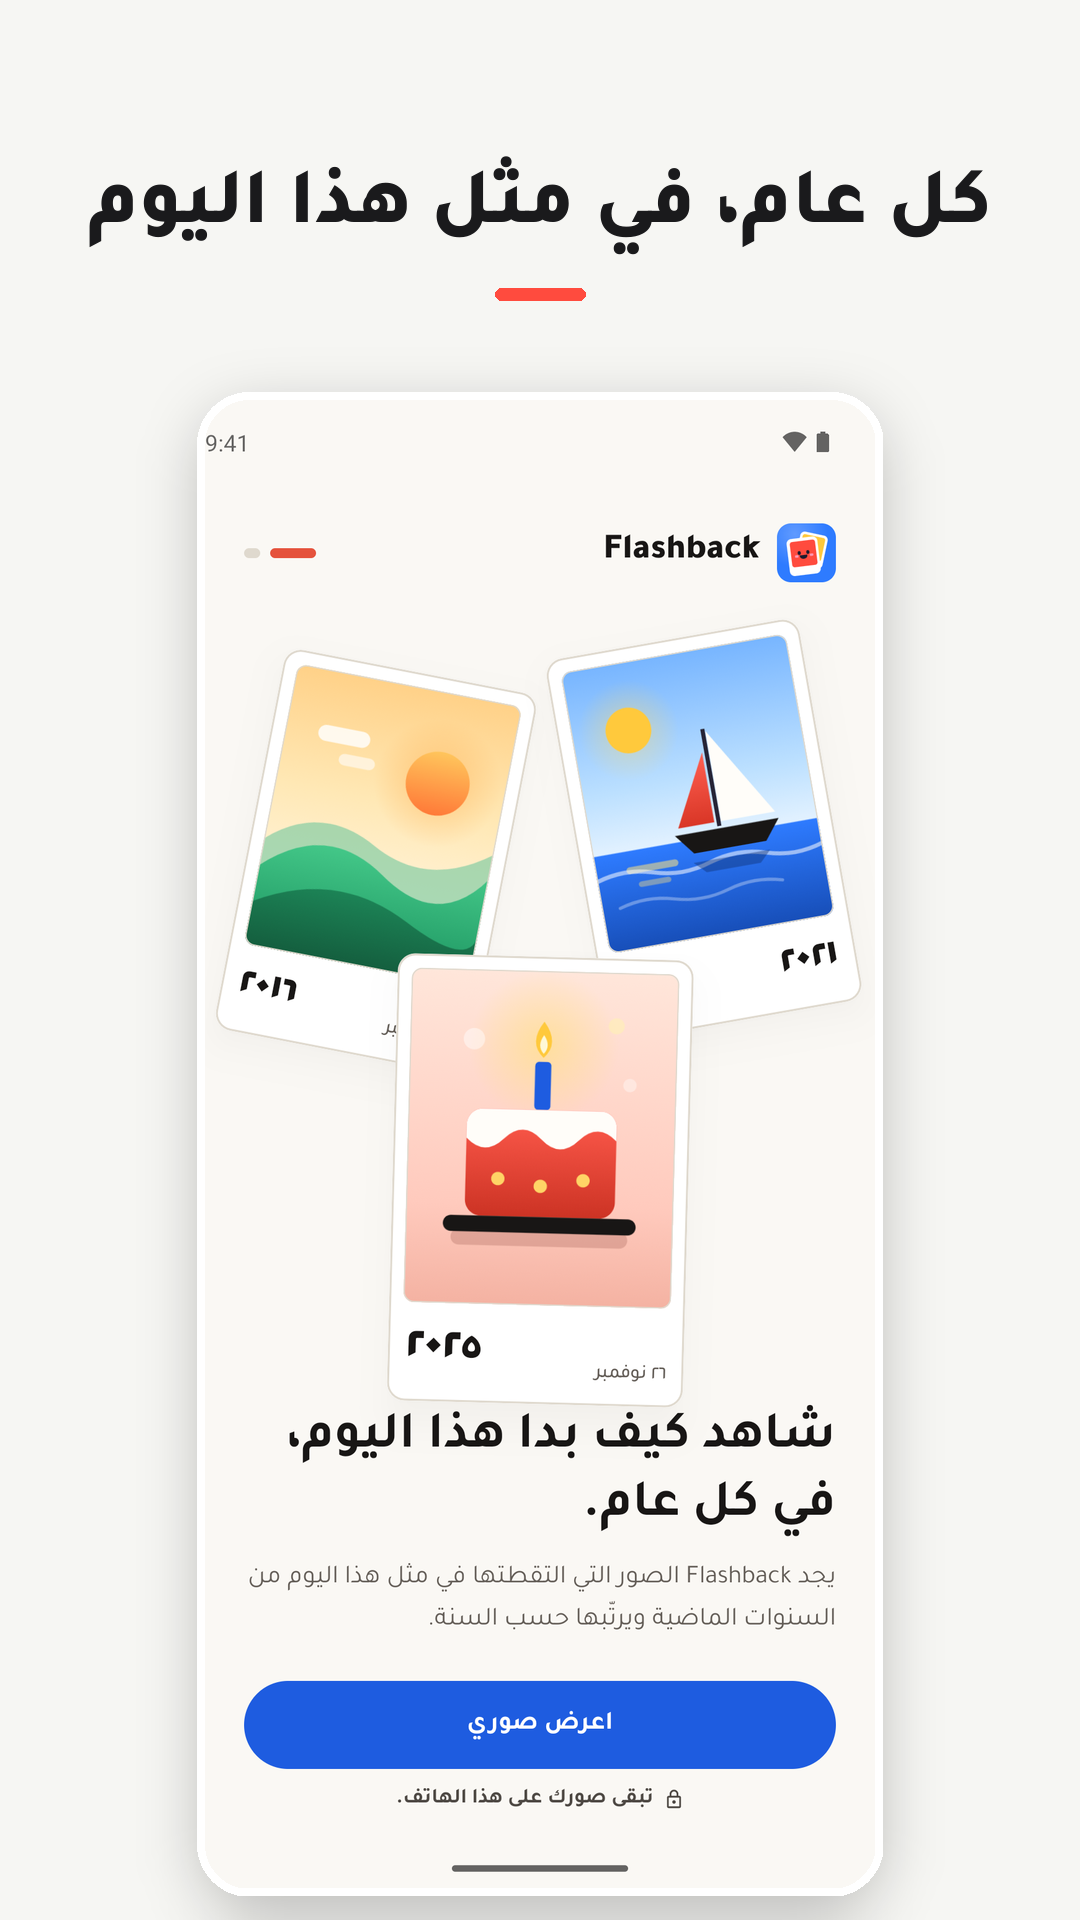 كل عام، في مثل هذا اليوم
9:41
Flashback
٢٠٢١
٢٠١٦
٢٠٢٥
٢٦ نوفمبر
شاهد كيف بدا هذا اليوم،
في كل عام.
يجد Flashback الصور التي التقطتها في مثل هذا اليوم من
السنوات الماضية ويرتّبها حسب السنة.
اعرض صوري
تبقى صورك على هذا الهاتف.